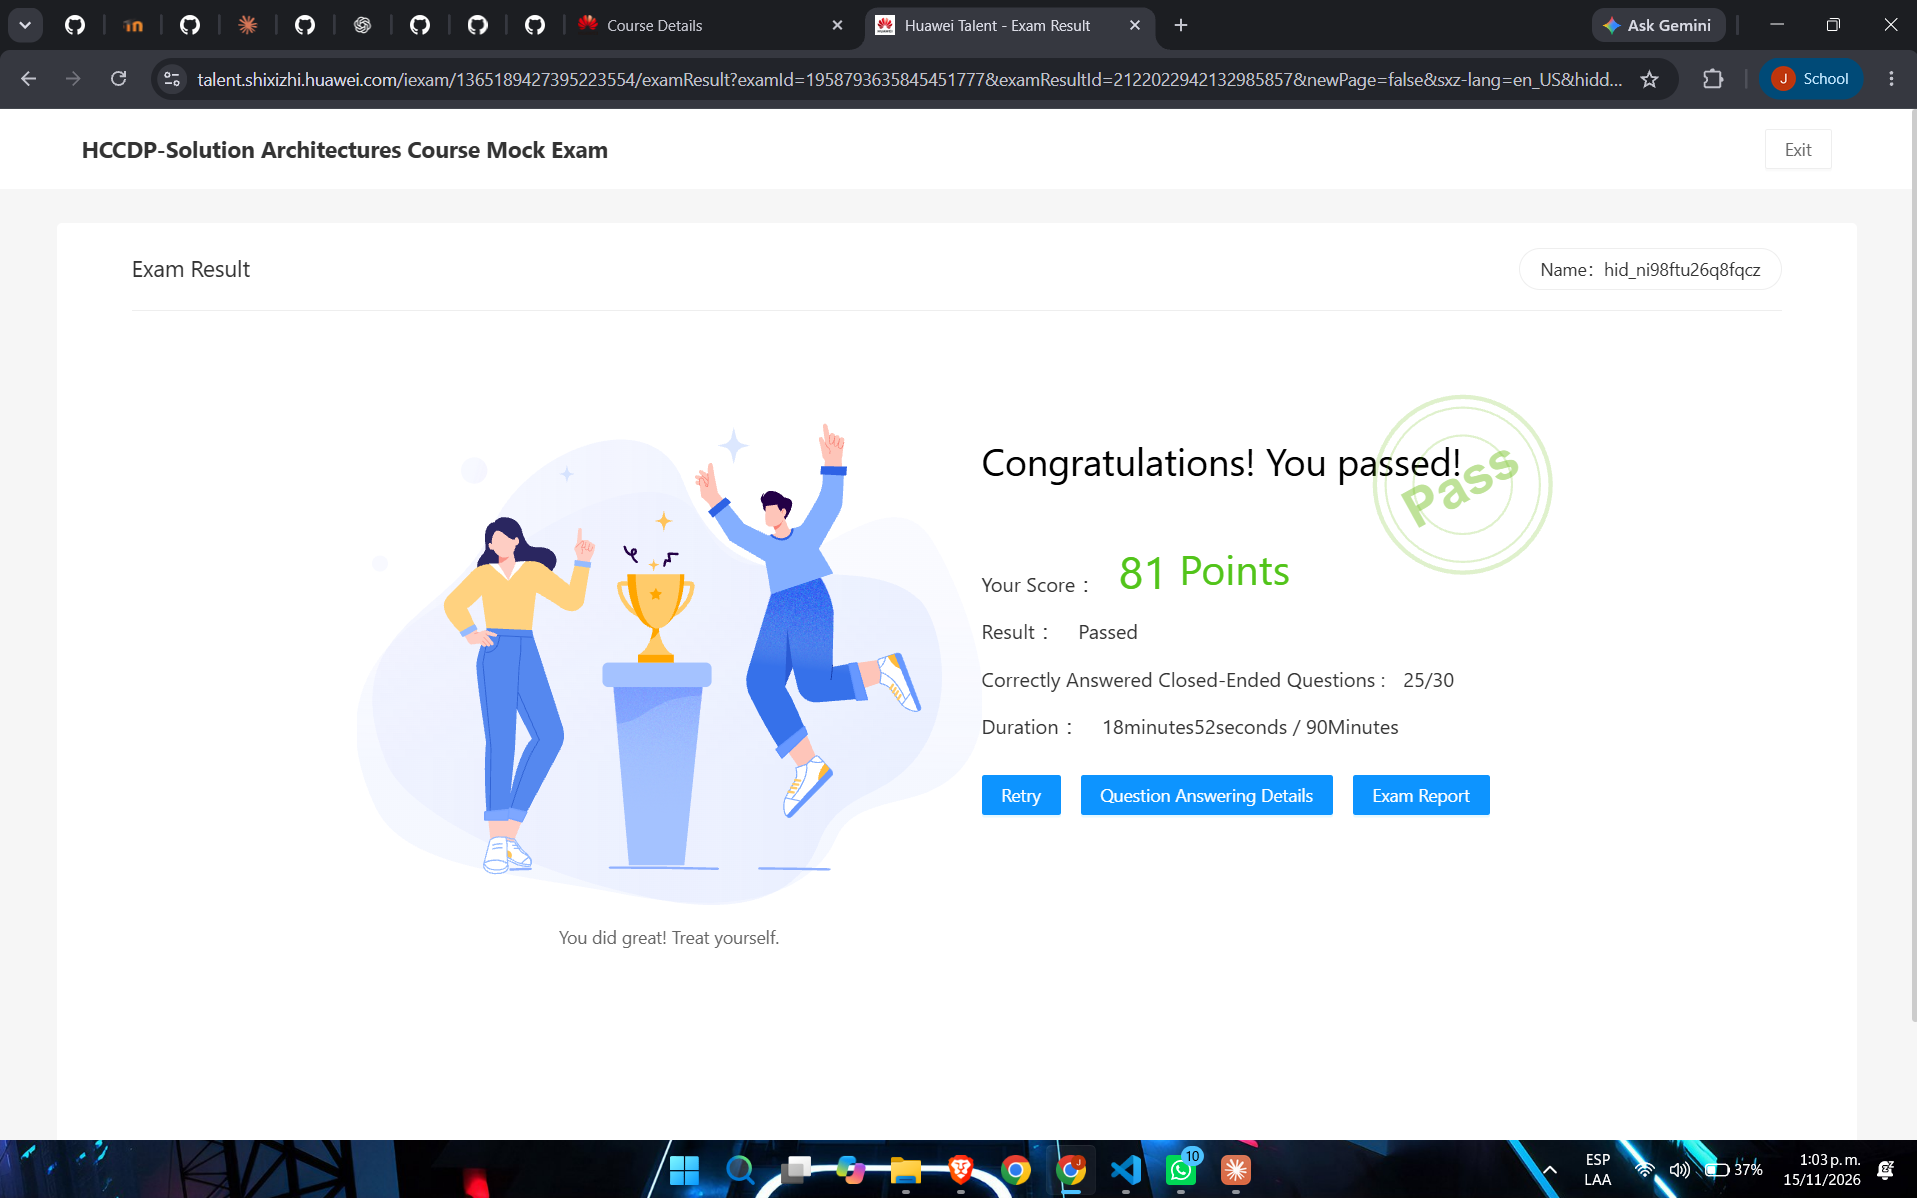 Course Details
Huawei Talent - Exam Result
Ask Gemini
talent.shixizhi.huawei.com/iexam/1365189427395223554/examResult?examId=1958793635845451777&examResultId=2122022942132985857&newPage=false&sxz-lang=en_US&hidd...
J
School
HCCDP-Solution Architectures Course Mock Exam
Exit
Exam Result
Name：hid_ni98ftu26q8fqcz
Congratulations! You passed!
Pass
Your Score： 81 Points
Result： Passed
Correctly Answered Closed-Ended Questions： 25/30
Duration： 18minutes52seconds / 90Minutes
Retry
Question Answering Details
Exam Report
You did great! Treat yourself.
10
ESP
LAA
37%
1:03 p. m.
15/11/2026